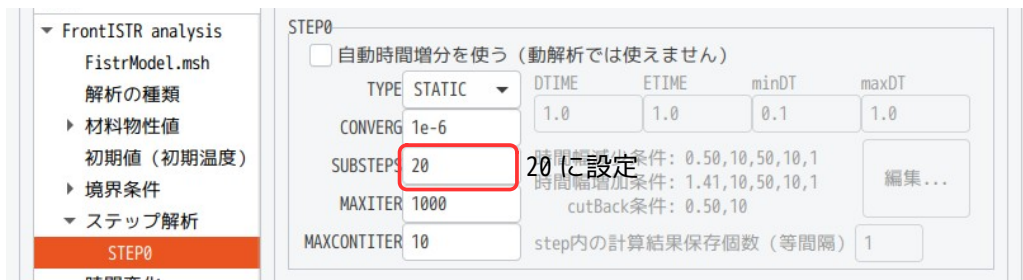 FrontISTR analysis
FistrModel.msh
解析の種類
材料物性値
初期値（初期温度）
境界条件
ステップ解析
STEP0
STEP0
自動時間増分を使う（動解析では使えません）
TYPE STATIC
DTIME ETIME minDT maxDT
1.0 1.0 0.1 1.0
CONVERG 1e-6
SUBSTEPS 20
20に設定
時間幅減少条件: 0.50,10,50,10,1
時間幅増加条件: 1.41,10,50,10,1
cutBack条件: 0.50,10
編集...
MAXITER 1000
MAXCONTITER 10
step内の計算結果保存個数（等間隔） 1